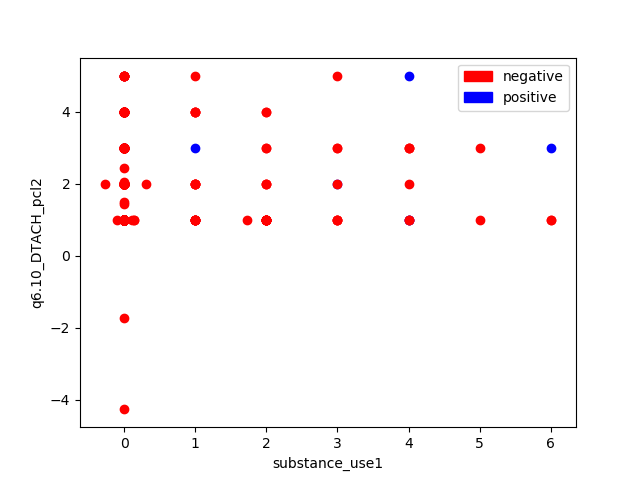 negative
positive
4
2
0
−2
−4
q6.10_DTACH_pcl2
0 1 2 3 4 5 6
substance_use1